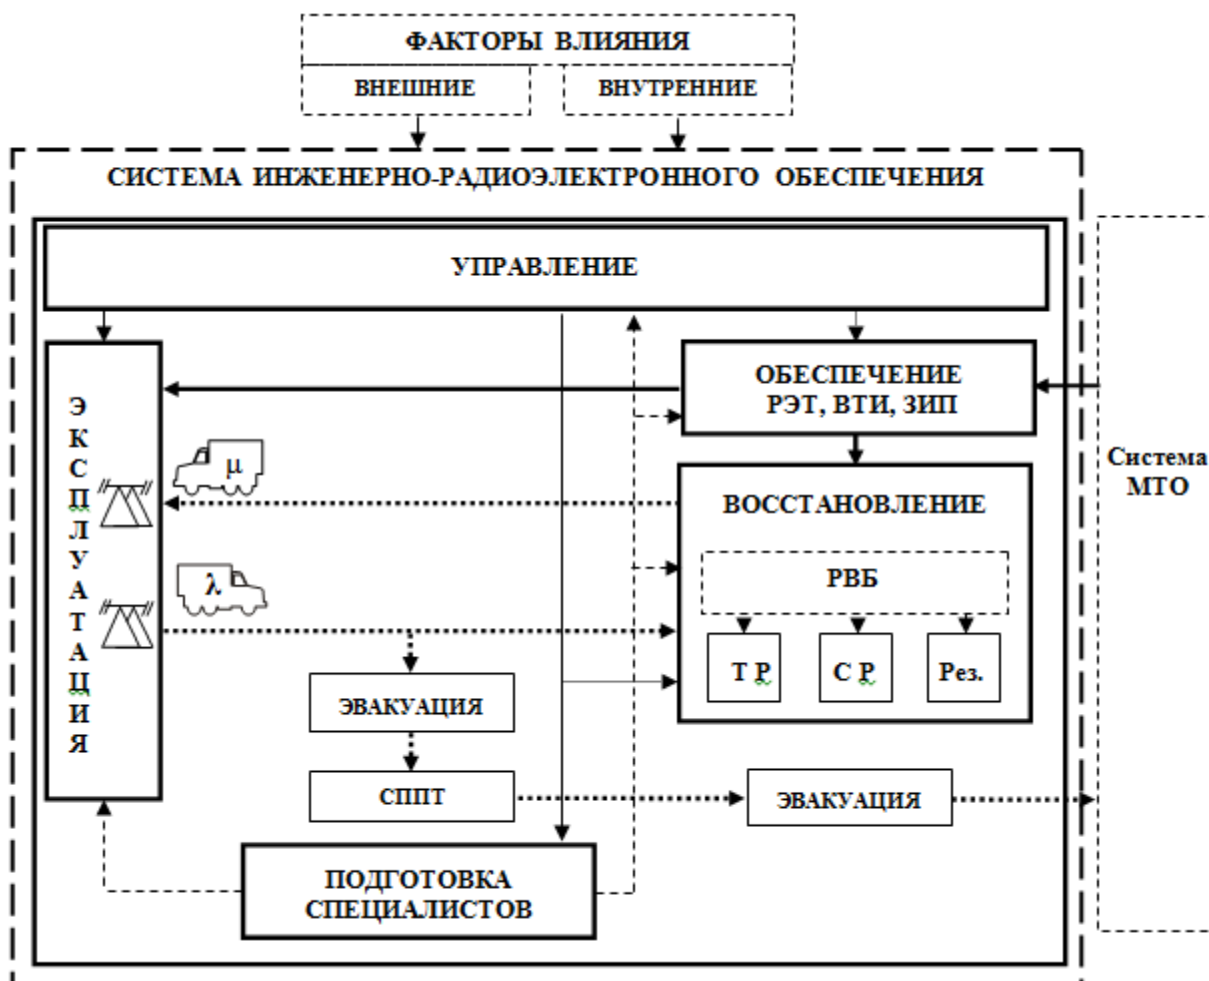 ФАКТОРЫ ВЛИЯНИЯ
ВНЕШНИЕ
ВНУТРЕННИЕ
СИСТЕМА ИНЖЕНЕРНО-РАДИОЭЛЕКТРОННОГО ОБЕСПЕЧЕНИЯ
УПРАВЛЕНИЕ
ЭКСПЛУАТАЦИЯ
ОБЕСПЕЧЕНИЕ
РЭТ, ВТИ, ЗИП
Система
МТО
μ
ВОССТАНОВЛЕНИЕ
λ
РВБ
Т Р
С Р
Рез.
ЭВАКУАЦИЯ
СППТ
ЭВАКУАЦИЯ
ПОДГОТОВКА
СПЕЦИАЛИСТОВ